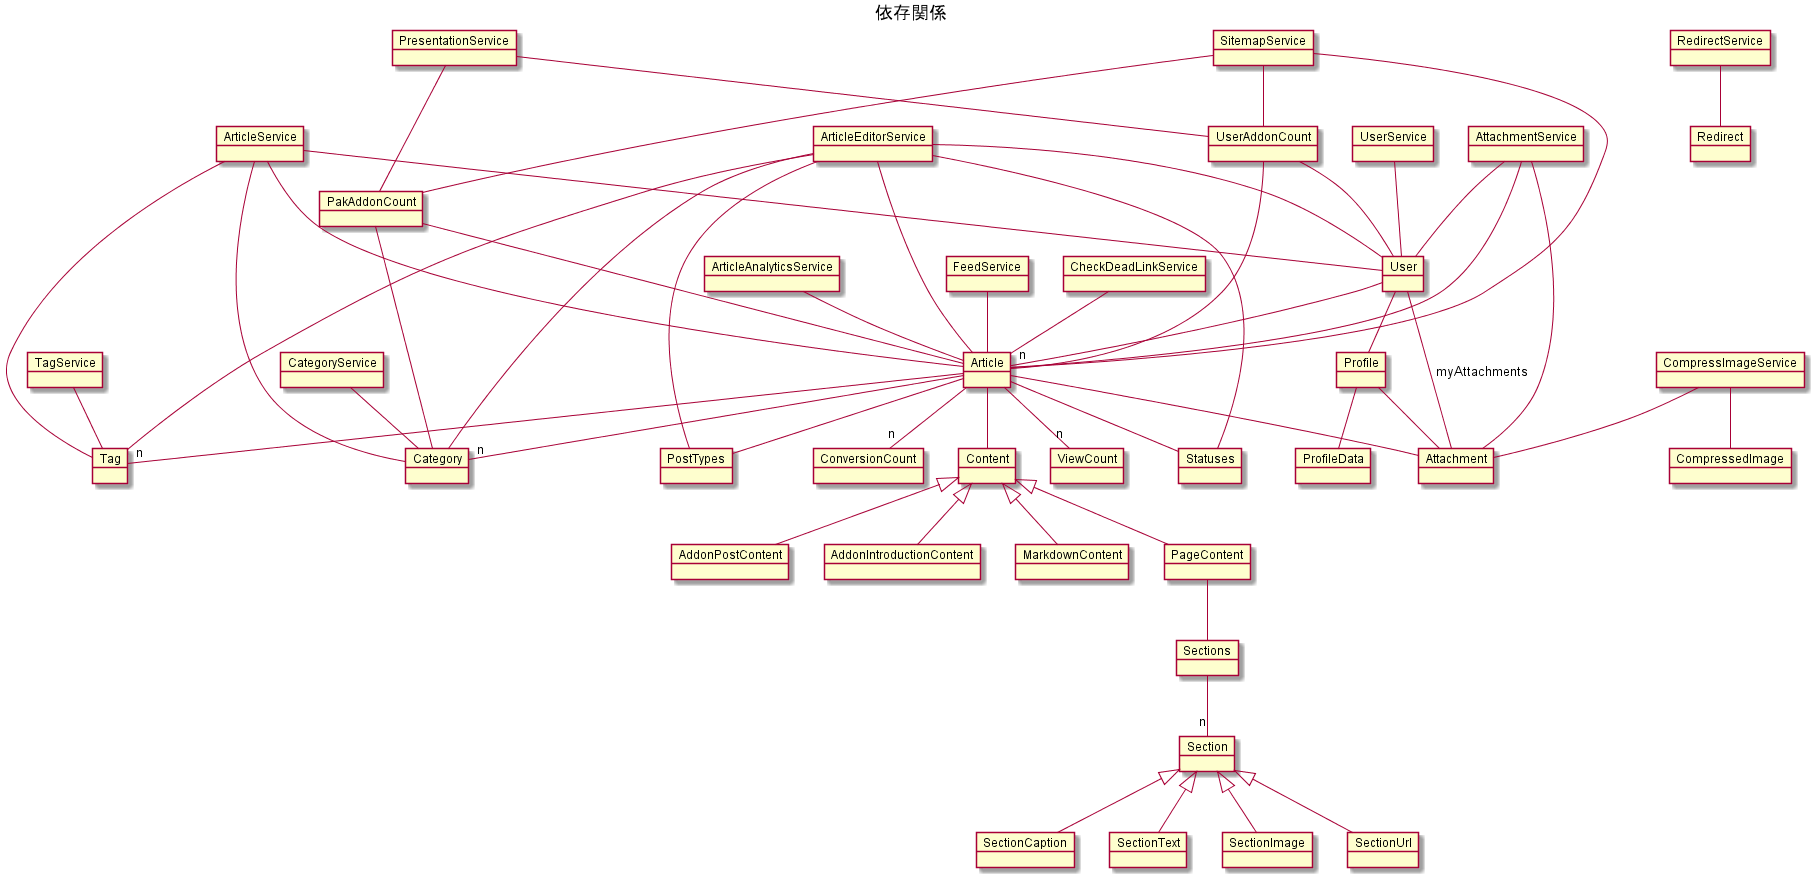 依存関係
PresentationService
SitemapService
RedirectService
ArticleService
ArticleEditorService
UserAddonCount
UserService
AttachmentService
Redirect
PakAddonCount
ArticleAnalyticsService
FeedService
CheckDeadLinkService
User
n
TagService
CategoryService
Article
Profile
myAttachments
CompressImageService
n
n
n
n
Tag
Category
PostTypes
ConversionCount
Content
ViewCount
Statuses
ProfileData
Attachment
CompressedImage
AddonPostContent
AddonIntroductionContent
MarkdownContent
PageContent
Sections
n
Section
SectionCaption
SectionText
SectionImage
SectionUrl